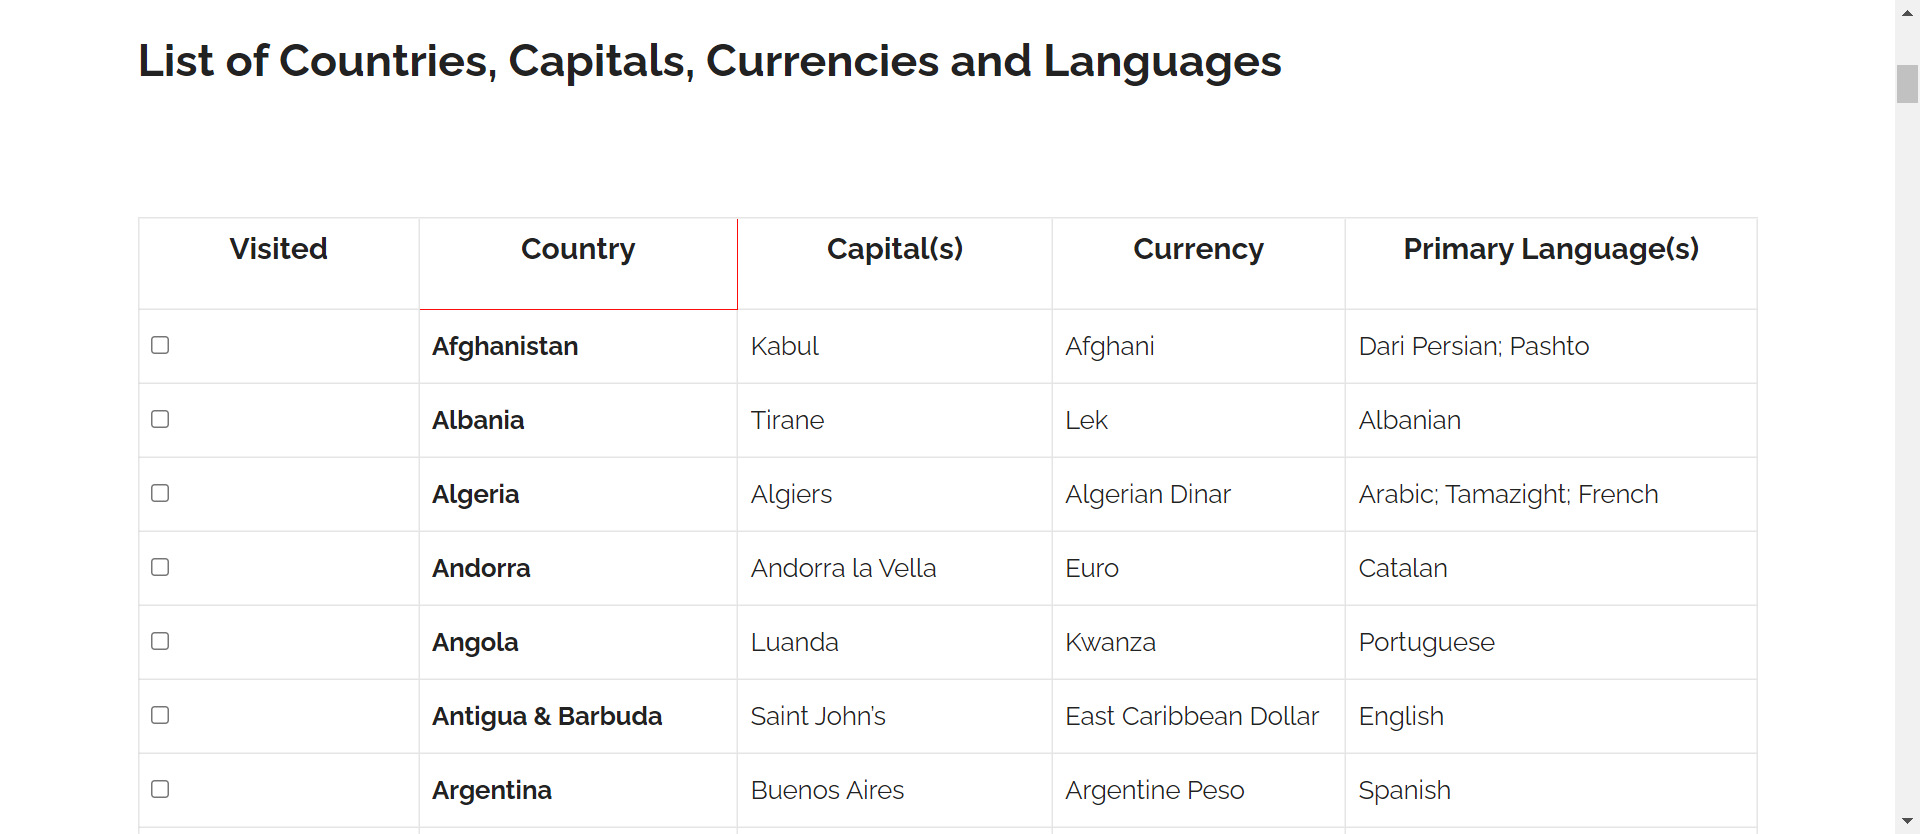 List of Countries, Capitals, Currencies and Languages
Visited Country Capital(s) Currency Primary Language(s)
Afghanistan Kabul Afghani Dari Persian; Pashto
Albania Tirane Lek Albanian
Algeria Algiers Algerian Dinar Arabic; Tamazight; French
Andorra Andorra la Vella Euro Catalan
Angola Luanda Kwanza Portuguese
Antigua & Barbuda Saint John’s East Caribbean Dollar English
Argentina Buenos Aires Argentine Peso Spanish